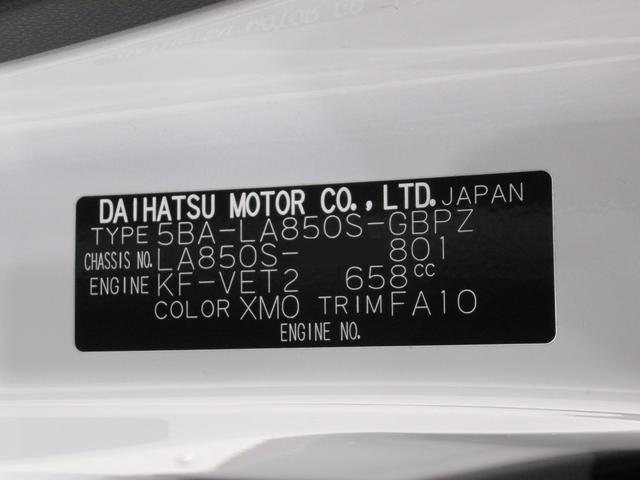 DAIHATSU MOTOR CO., LTD. JAPAN
TYPE 5BA-LA850S-GBPZ
CHASSIS NO. LA850S- 801
ENGINE KF-VET2 658cc
COLOR XM0 TRIM FA10
ENGINE NO.